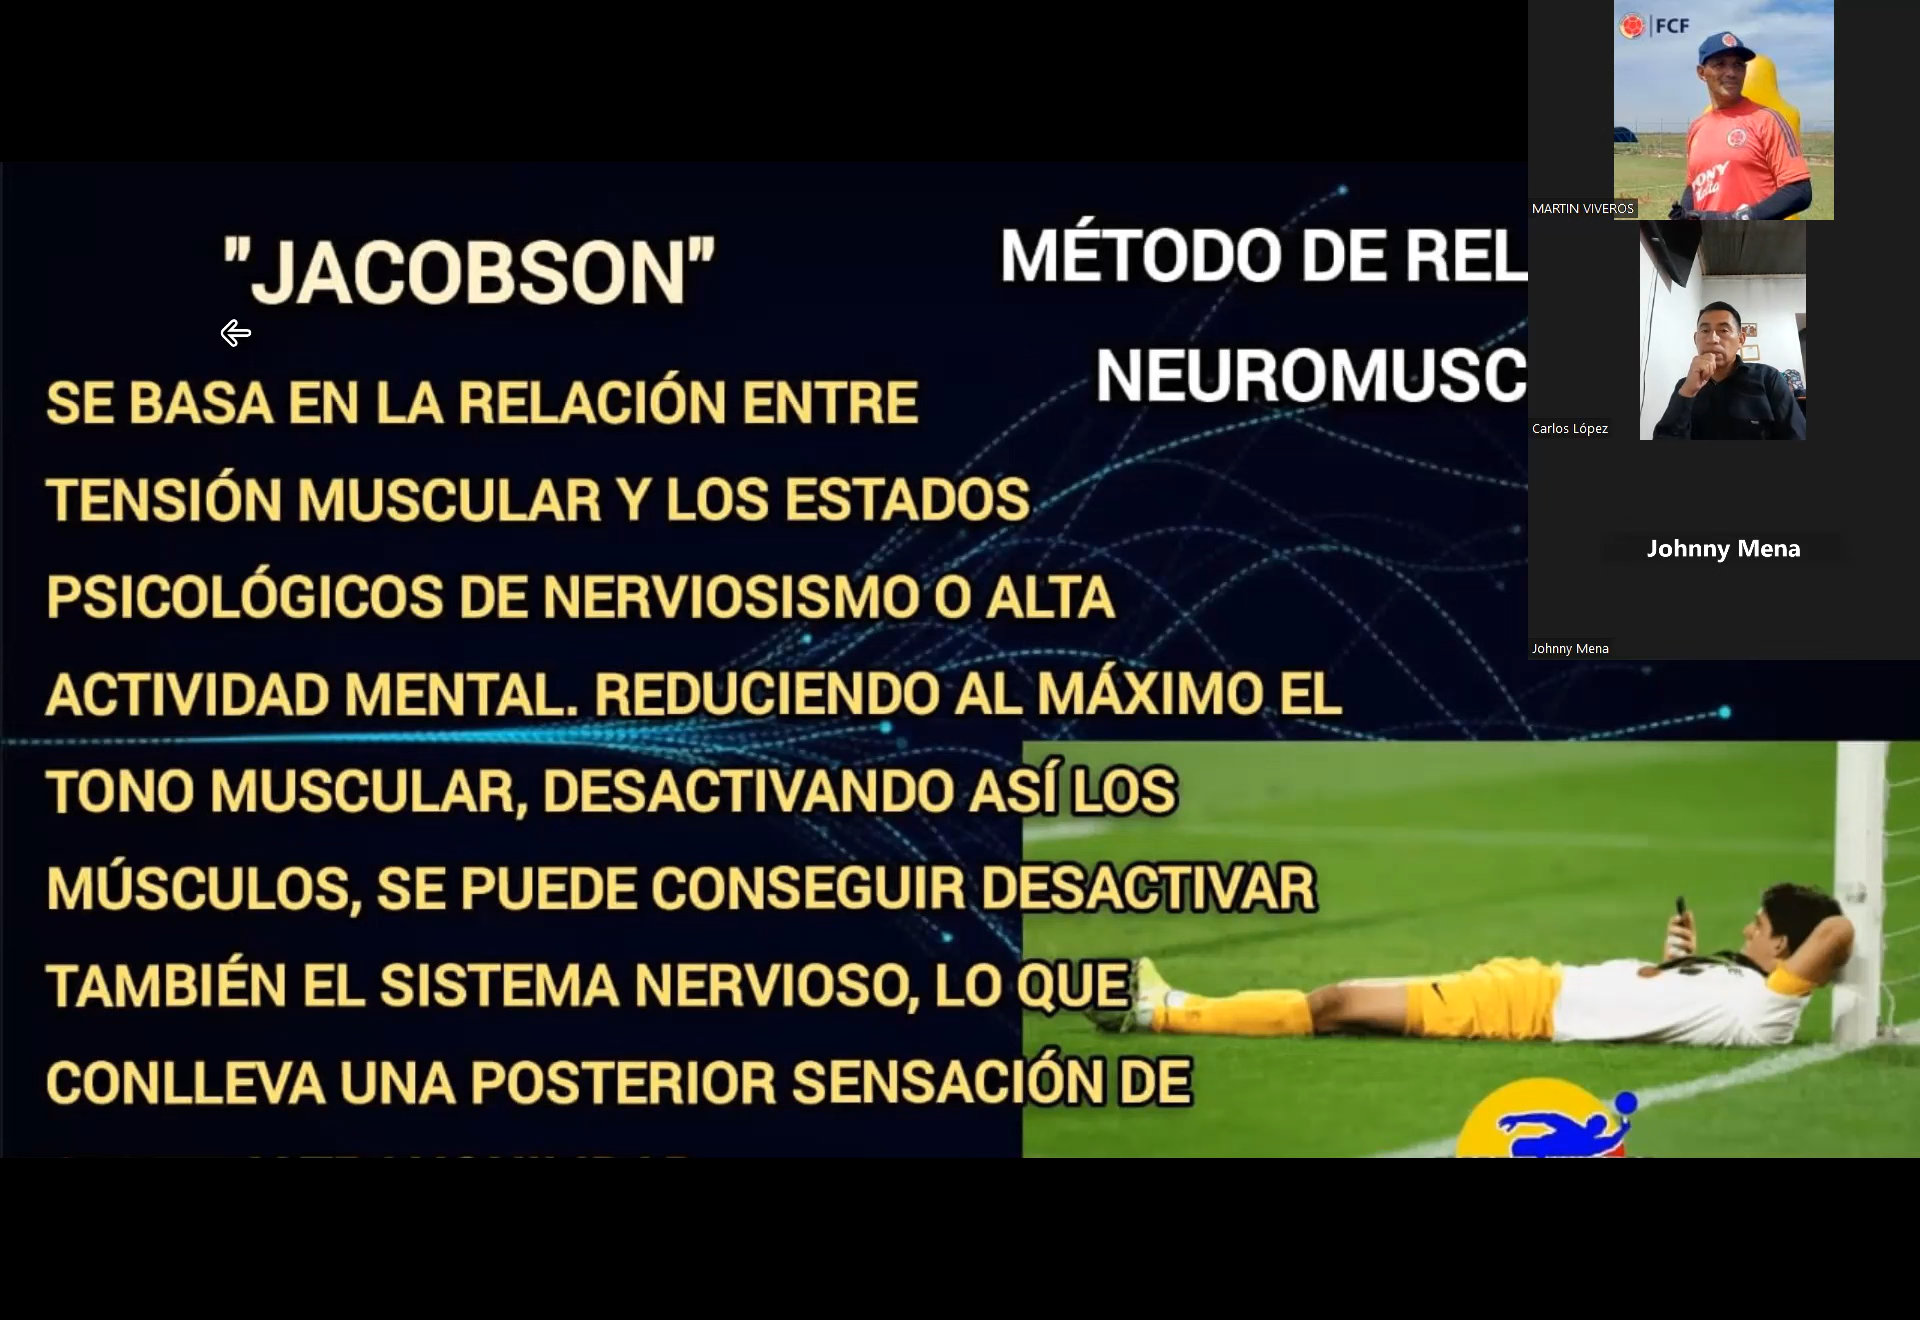 "JACOBSON"
MÉTODO DE REL
NEUROMUSC
SE BASA EN LA RELACIÓN ENTRE
TENSIÓN MUSCULAR Y LOS ESTADOS
PSICOLÓGICOS DE NERVIOSISMO O ALTA
ACTIVIDAD MENTAL. REDUCIENDO AL MÁXIMO EL
TONO MUSCULAR, DESACTIVANDO ASÍ LOS
MÚSCULOS, SE PUEDE CONSEGUIR DESACTIVAR
TAMBIÉN EL SISTEMA NERVIOSO, LO QUE
CONLLEVA UNA POSTERIOR SENSACIÓN DE
FCF
MARTIN VIVEROS
Carlos López
Johnny Mena
Johnny Mena